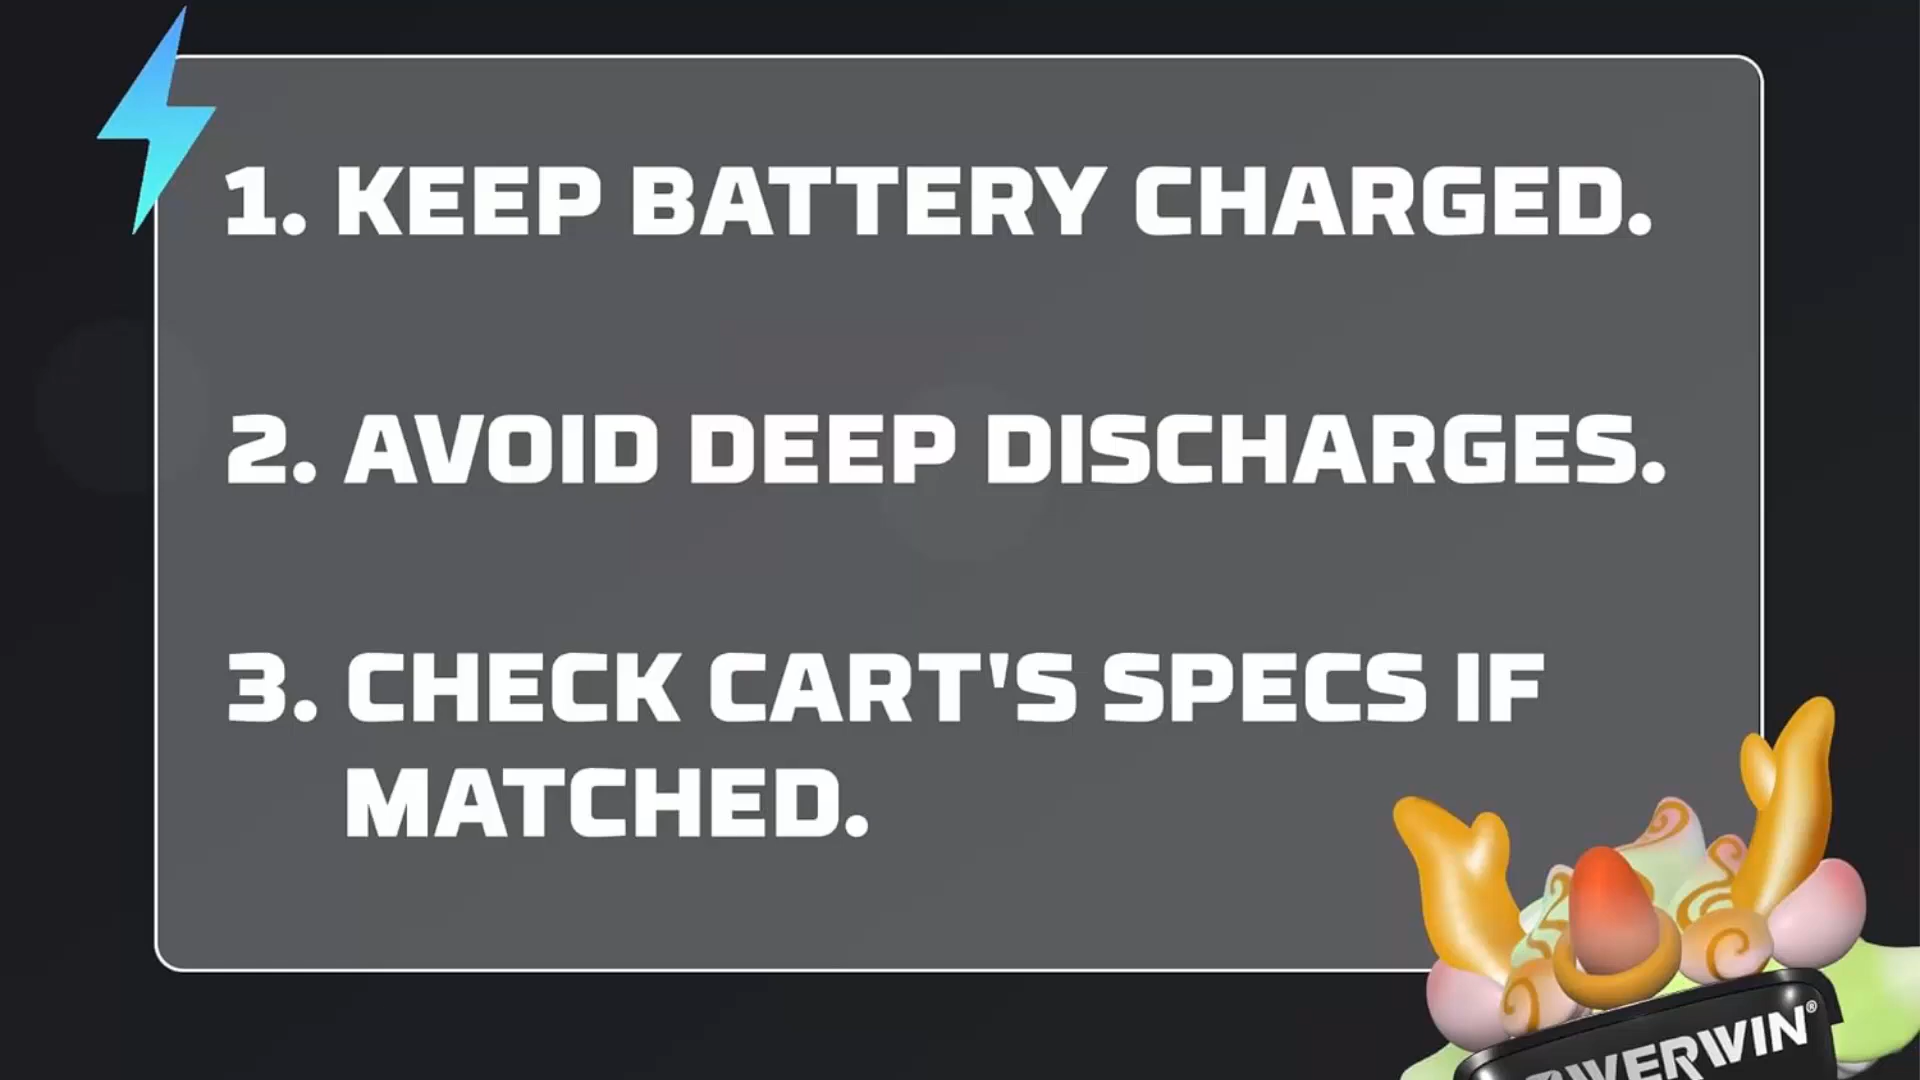 1. KEEP BATTERY CHARGED.
2. AVOID DEEP DISCHARGES.
3. CHECK CART'S SPECS IF
MATCHED.